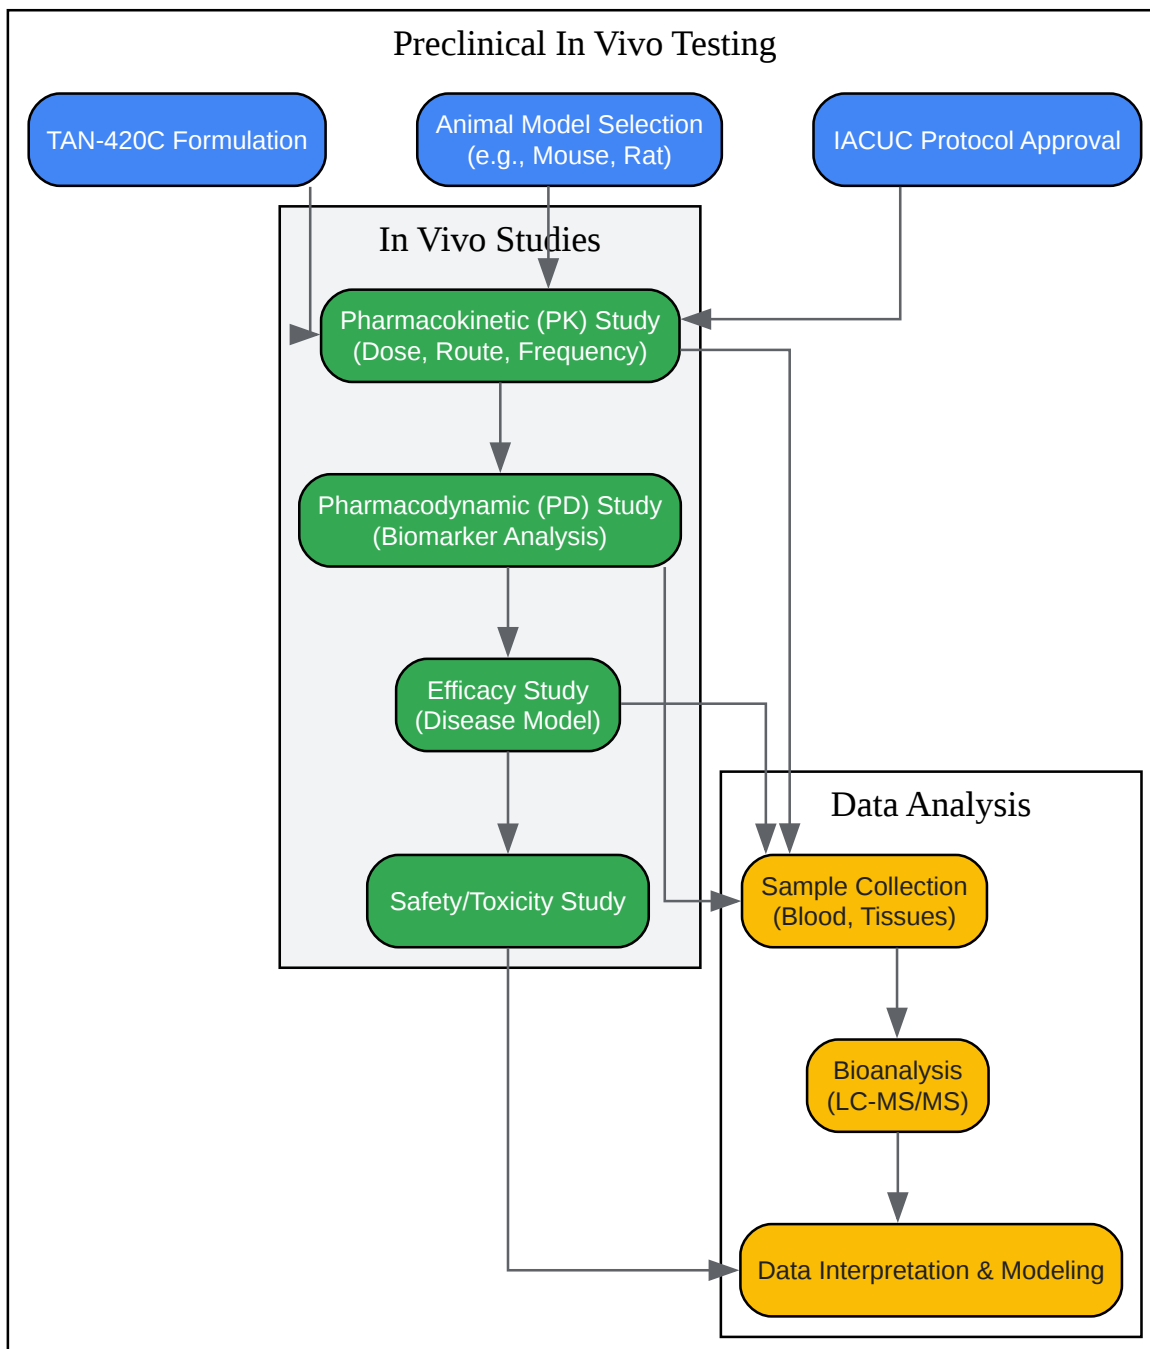 Preclinical In Vivo Testing
TAN-420C Formulation
Animal Model Selection
(e.g., Mouse, Rat)
IACUC Protocol Approval
In Vivo Studies
Pharmacokinetic (PK) Study
(Dose, Route, Frequency)
Pharmacodynamic (PD) Study
(Biomarker Analysis)
Efficacy Study
(Disease Model)
Safety/Toxicity Study
Data Analysis
Sample Collection
(Blood, Tissues)
Bioanalysis
(LC-MS/MS)
Data Interpretation & Modeling